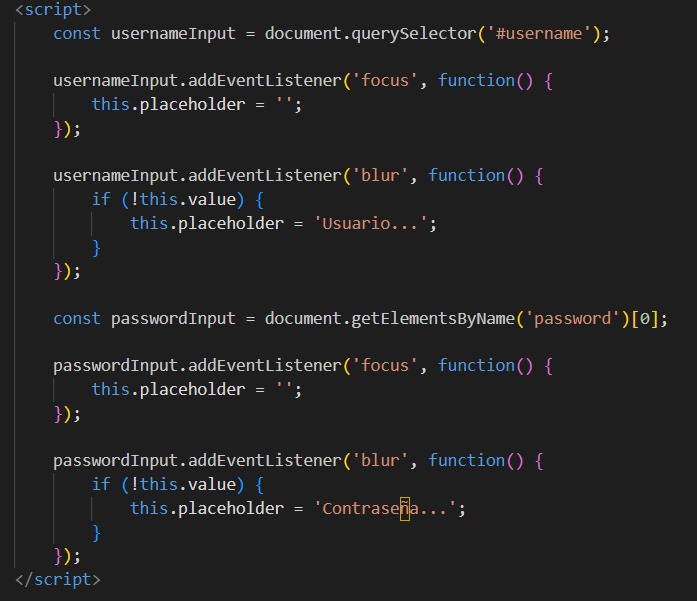 <script>
    const usernameInput = document.querySelector('#username');

    usernameInput.addEventListener('focus', function() {
        this.placeholder = '';
    });

    usernameInput.addEventListener('blur', function() {
        if (!this.value) {
            this.placeholder = 'Usuario...';
        }
    });

    const passwordInput = document.getElementsByName('password')[0];

    passwordInput.addEventListener('focus', function() {
        this.placeholder = '';
    });

    passwordInput.addEventListener('blur', function() {
        if (!this.value) {
            this.placeholder = 'Contraseña...';
        }
    });
</script>